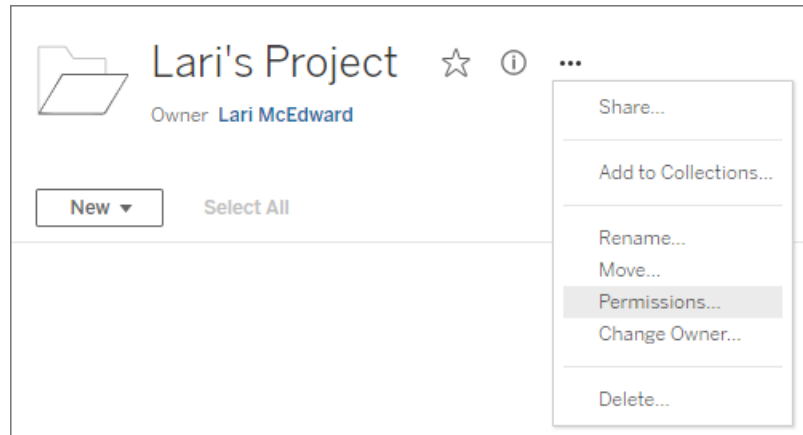 Lari's Project
Owner Lari McEdward
New
Select All
Share...
Add to Collections...
Rename...
Move...
Permissions...
Change Owner...
Delete...